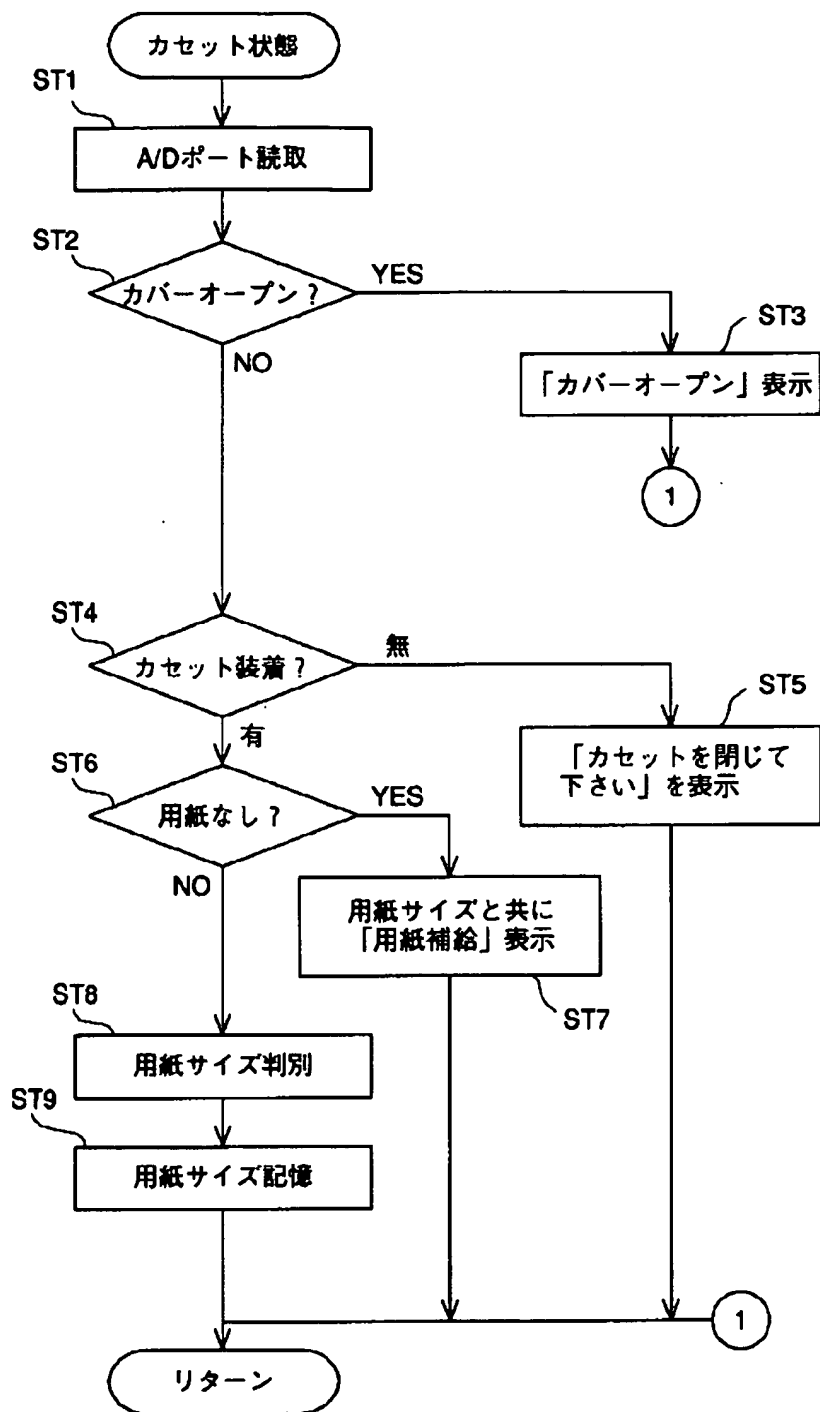 カセット状態
ST1
A/Dポート読取
ST2
カバーオープン？
YES
NO
ST3
「カバーオープン」表示
1
ST4
カセット装着？
無
有
ST5
「カセットを閉じて
下さい」を表示
ST6
用紙なし？
YES
NO
用紙サイズと共に
「用紙補給」表示
ST7
ST8
用紙サイズ判別
ST9
用紙サイズ記憶
1
リターン